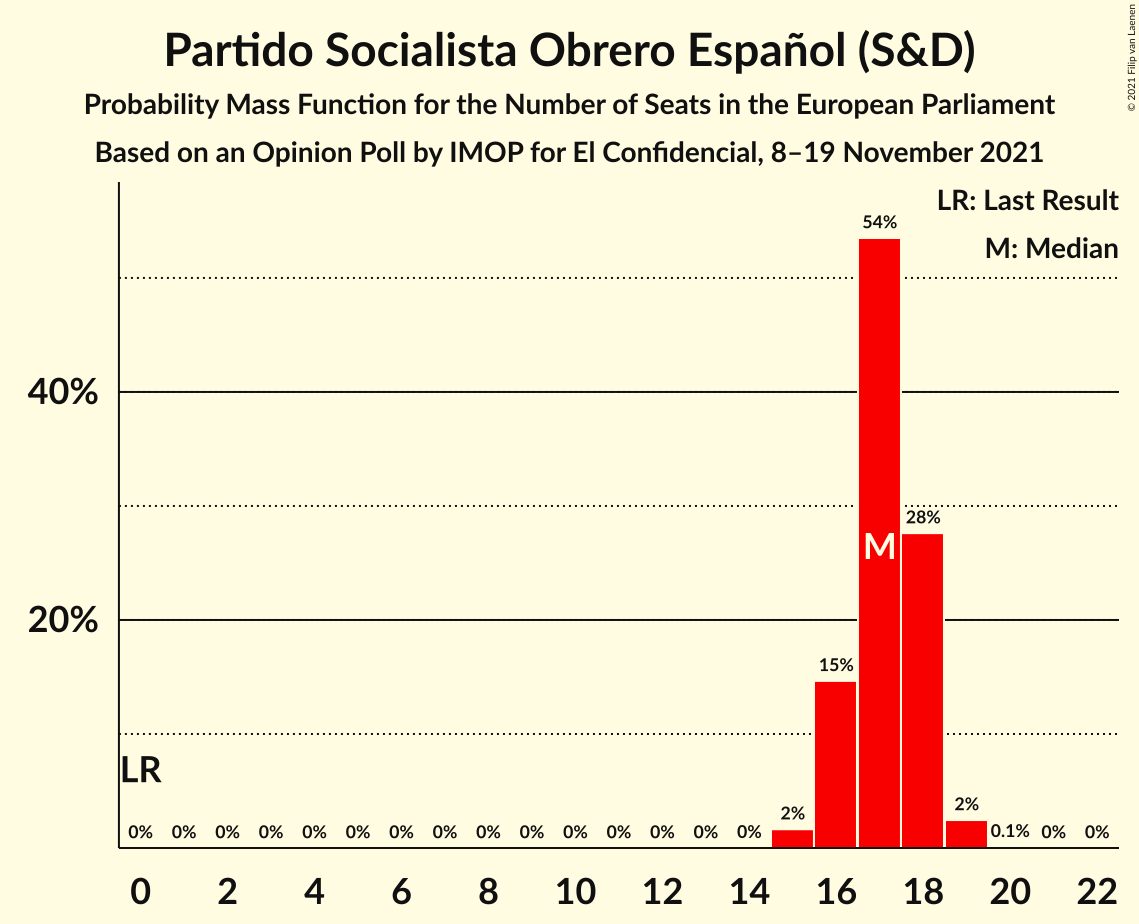 Partido Socialista Obrero Español (S&D)
Probability Mass Function for the Number of Seats in the European Parliament
Based on an Opinion Poll by IMOP for El Confidencial, 8–19 November 2021
© 2021 Filip van Laenen
LR: Last Result
M: Median
54%
40%
28%
M
20%
15%
LR
0% 0% 0% 0% 0% 0% 0% 0% 0% 0% 0% 0% 0% 0% 0% 2% 2% 0.1% 0% 0%
0 2 4 6 8 10 12 14 16 18 20 22